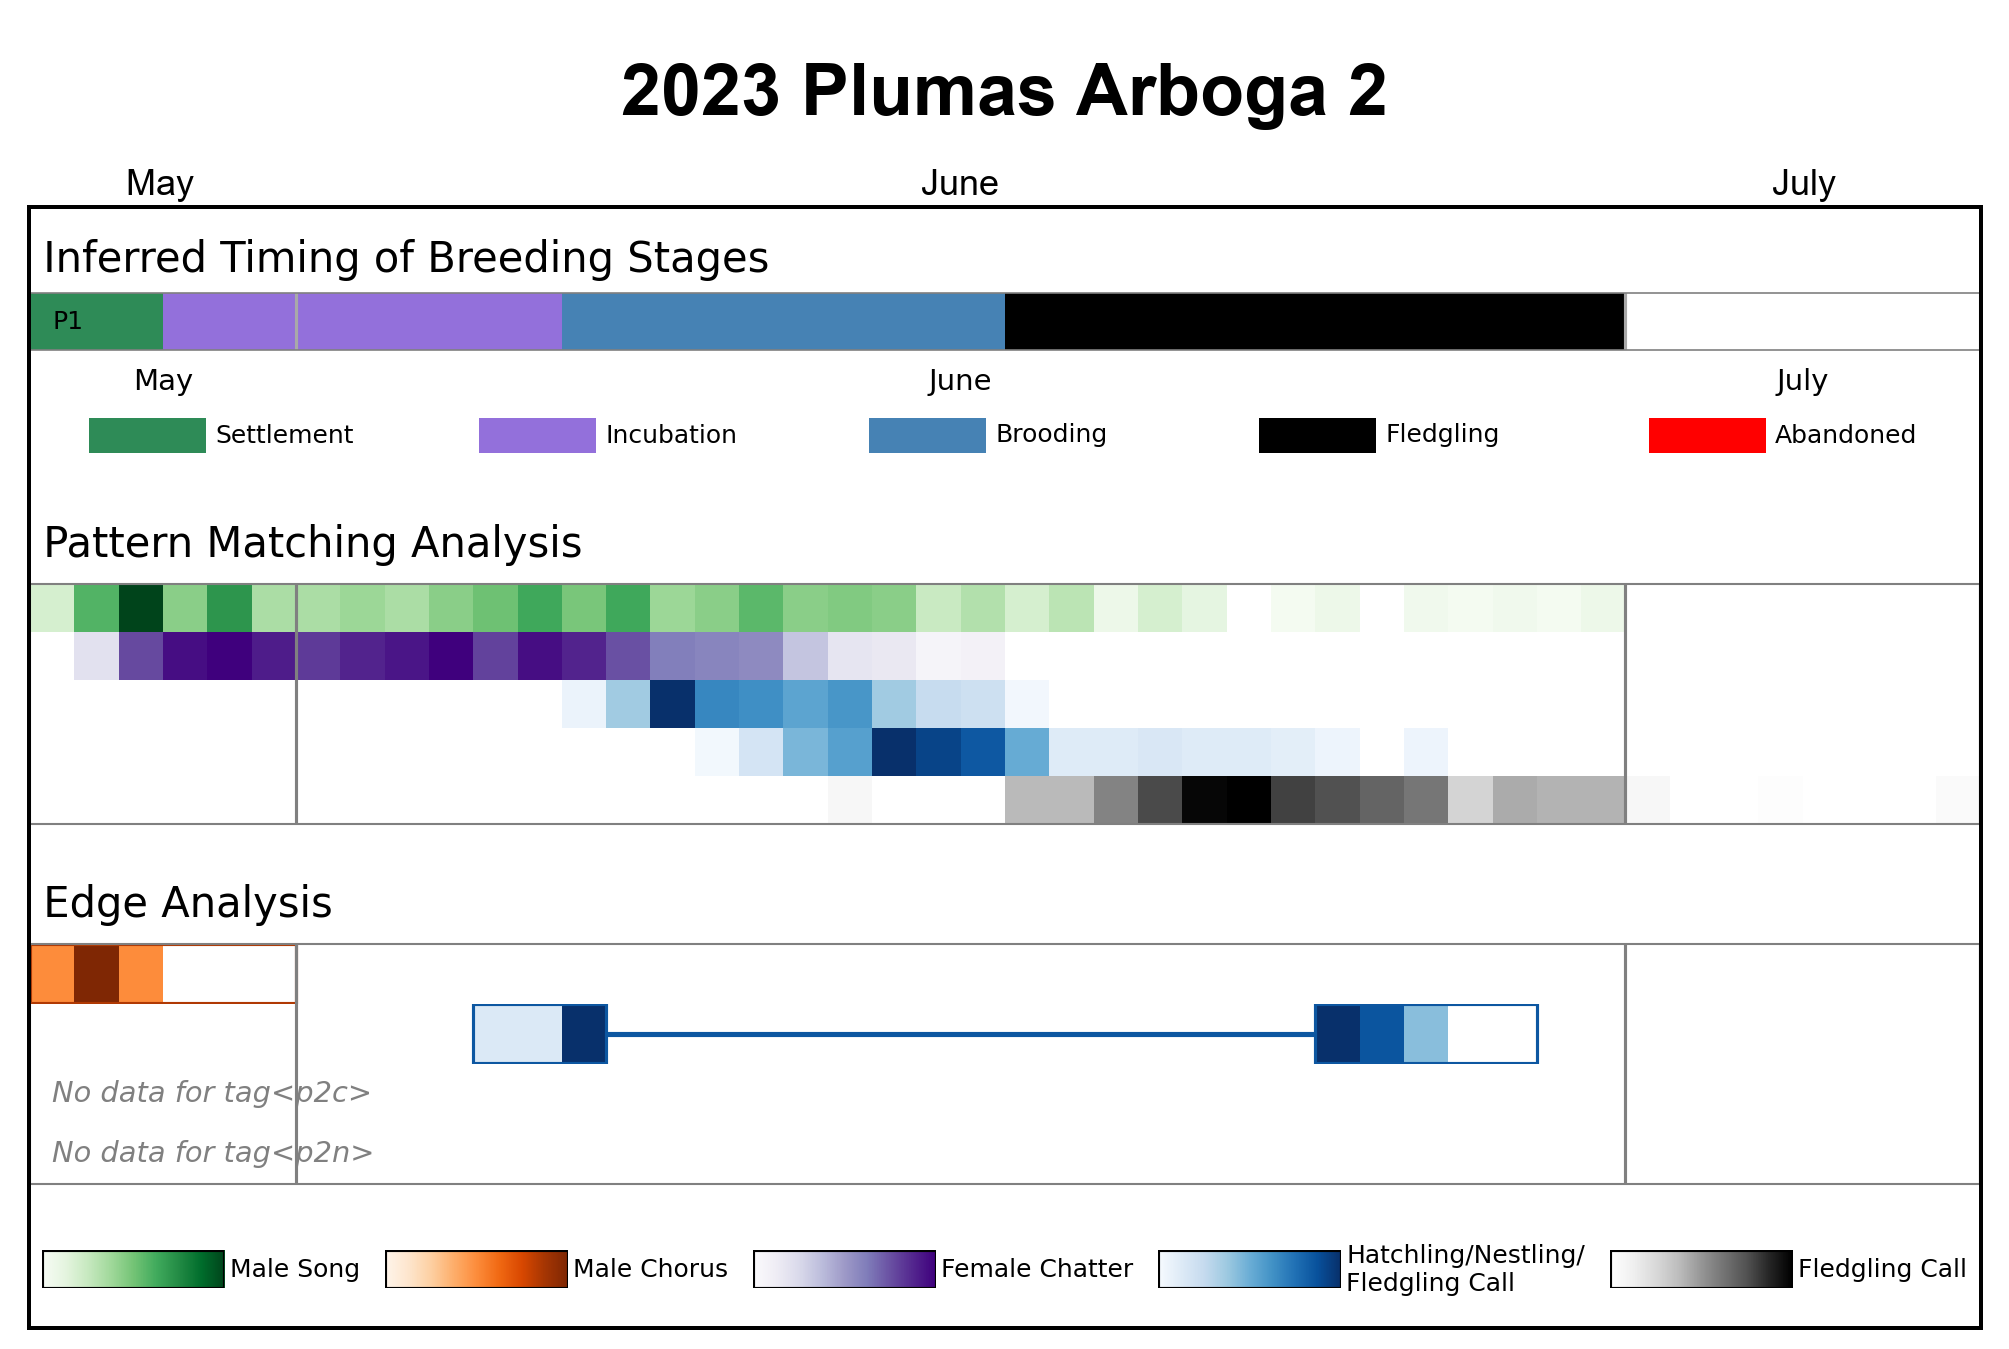 2023 Plumas Arboga 2
May June July
Inferred Timing of Breeding Stages
P1
May June July
Settlement Incubation Brooding Fledgling Abandoned
Pattern Matching Analysis
Edge Analysis
No data for tag<p2c>
No data for tag<p2n>
Male Song Male Chorus Female Chatter Hatchling/Nestling/
Fledgling Call Fledgling Call